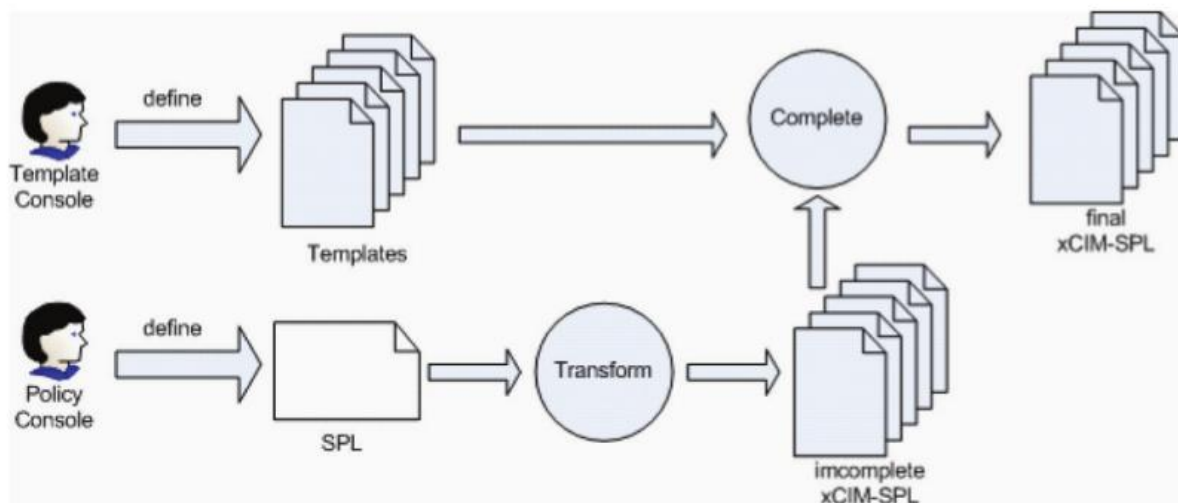 define
Template
Console
Templates
Complete
final
xCIM-SPL
define
Policy
Console
SPL
Transform
imcomplete
xCIM-SPL